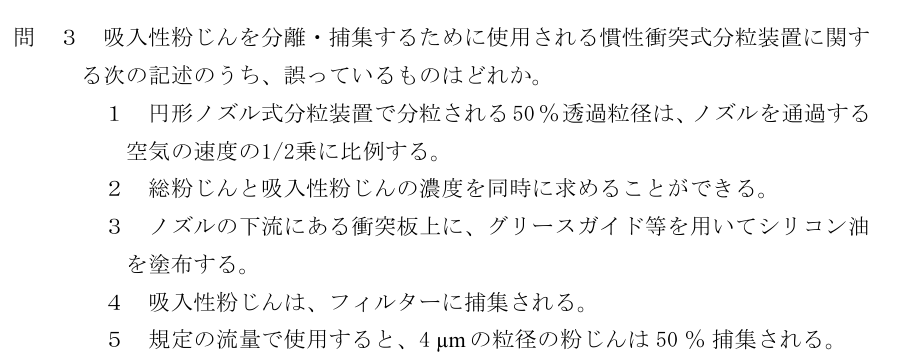 問 3 吸入性粉じんを分離・捕集するために使用される慣性衝突式分粒装置に関す
る次の記述のうち、誤っているものはどれか。
1 円形ノズル式分粒装置で分粒される50％透過粒径は、ノズルを通過する
空気の速度の1/2乗に比例する。
2 総粉じんと吸入性粉じんの濃度を同時に求めることができる。
3 ノズルの下流にある衝突板上に、グリースガイド等を用いてシリコン油
を塗布する。
4 吸入性粉じんは、フィルターに捕集される。
5 規定の流量で使用すると、4 μmの粒径の粉じんは 50 % 捕集される。